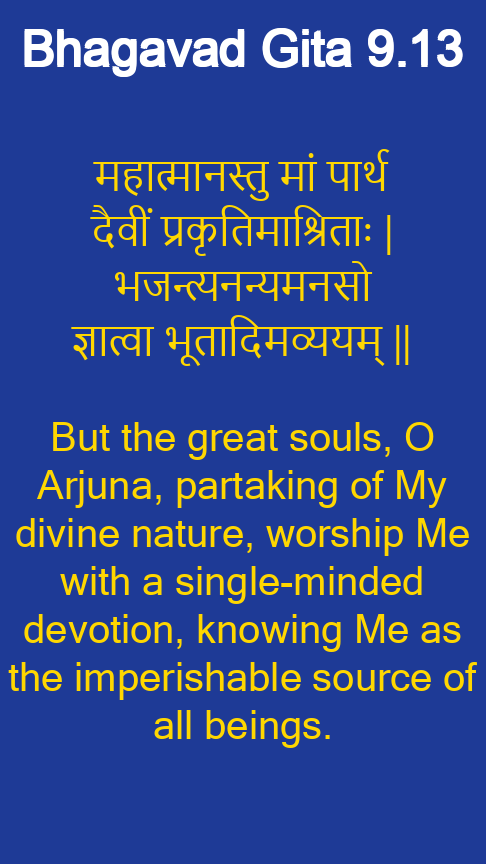 Bhagavad Gita 9.13
महात्मानस्तु मां पार्थ
दैवीं प्रकृतिमाश्रिताः |
भजन्त्यनन्यमनसो
ज्ञात्वा भूतादिमव्ययम् ||
But the great souls, O
Arjuna, partaking of My
divine nature, worship Me
with a single-minded
devotion, knowing Me as
the imperishable source of
all beings.